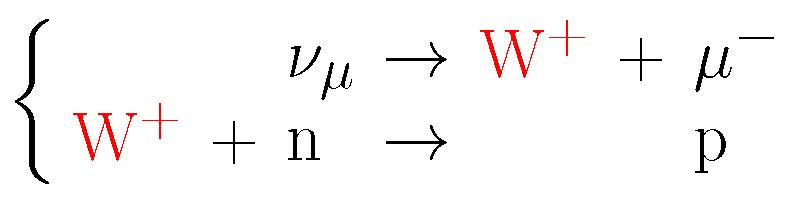 ν_μ → W⁺ + μ⁻
W⁺ + n → p